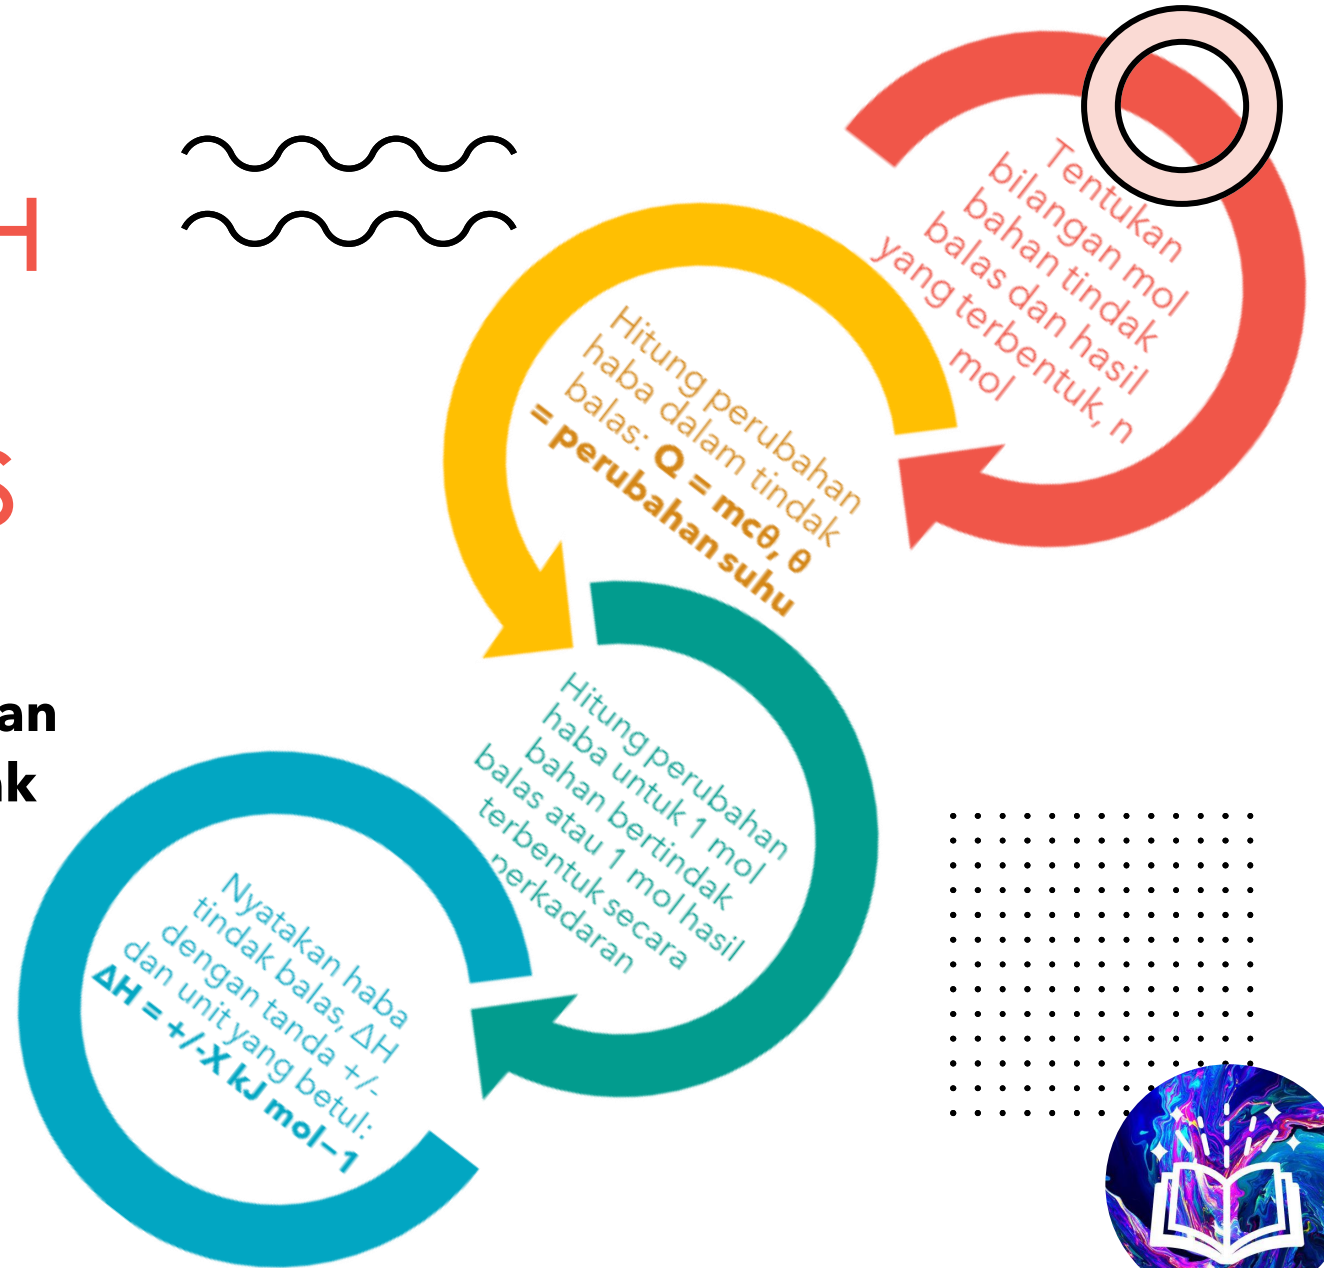 H
S
an
ak
Tentukan
bilangan mol
bahan tindak
balas dan hasil
yang terbentuk, n
mol
Hitung perubahan
haba dalam tindak
balas: Q = mcθ, θ
= perubahan suhu
Hitung perubahan
haba untuk 1 mol
bahan bertindak
balas atau 1 mol hasil
terbentuk secara
perkadaran
Nyatakan haba
tindak balas, ΔH
dengan tanda +/-
dan unit yang betul:
ΔH = +/-X kJ mol−1